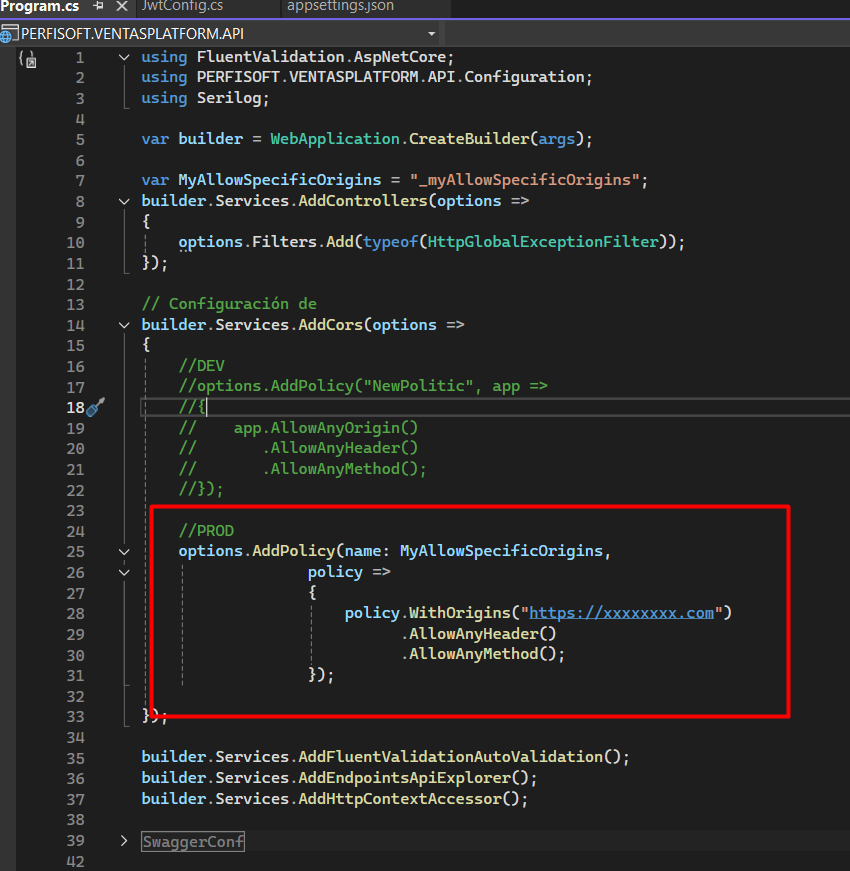 Program.cs JwtConfig.cs appsettings.json
PERFISOFT.VENTASPLATFORM.API
1 using FluentValidation.AspNetCore;
2 using PERFISOFT.VENTASPLATFORM.API.Configuration;
3 using Serilog;
4
5 var builder = WebApplication.CreateBuilder(args);
6
7 var MyAllowSpecificOrigins = "_myAllowSpecificOrigins";
8 builder.Services.AddControllers(options =>
9 {
10 options.Filters.Add(typeof(HttpGlobalExceptionFilter));
11 });
12
13 // Configuración de
14 builder.Services.AddCors(options =>
15 {
16 //DEV
17 //options.AddPolicy("NewPolitic", app =>
18 //{
19 // app.AllowAnyOrigin()
20 // .AllowAnyHeader()
21 // .AllowAnyMethod();
22 //});
23
24 //PROD
25 options.AddPolicy(name: MyAllowSpecificOrigins,
26 policy =>
27 {
28 policy.WithOrigins("https://xxxxxxxx.com")
29 .AllowAnyHeader()
30 .AllowAnyMethod();
31 });
32
33 });
34
35 builder.Services.AddFluentValidationAutoValidation();
36 builder.Services.AddEndpointsApiExplorer();
37 builder.Services.AddHttpContextAccessor();
38
39 SwaggerConf
42